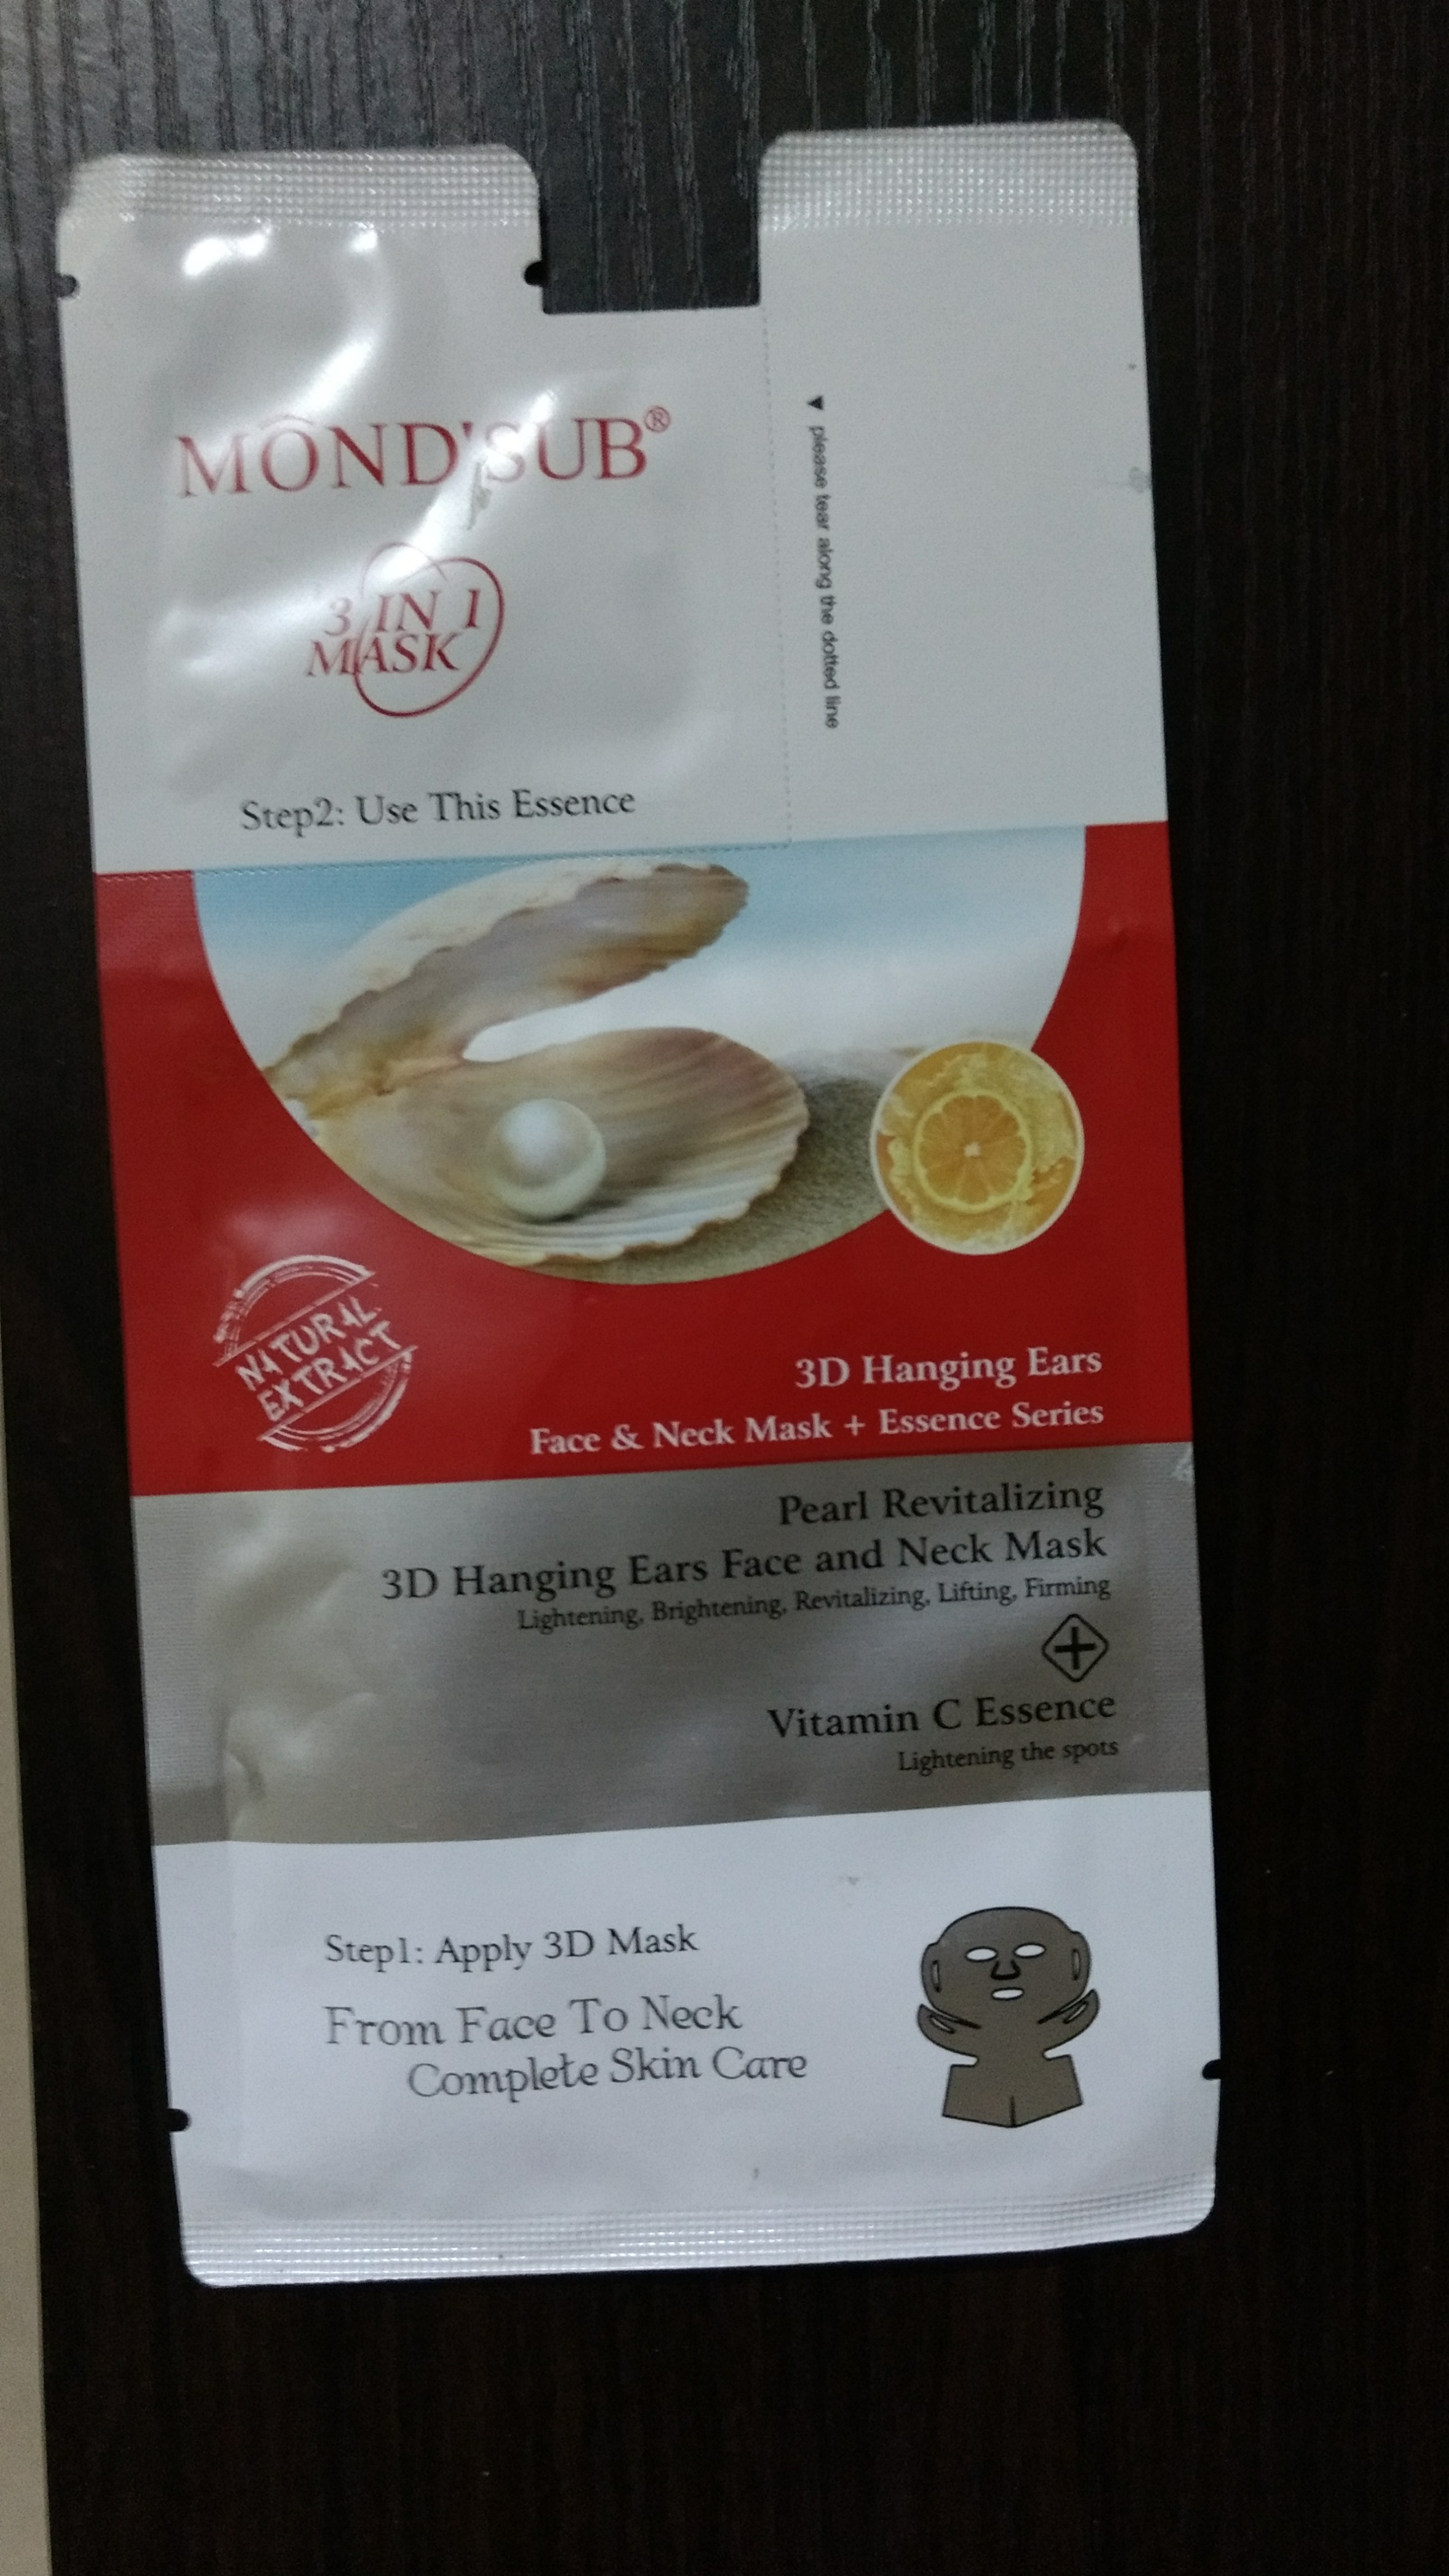 MOND'SUB®
3 IN 1
MASK
▼ please tear along the dotted line
Step2: Use This Essence
NATURAL
EXTRACT
3D Hanging Ears
Face & Neck Mask + Essence Series
Pearl Revitalizing
3D Hanging Ears Face and Neck Mask
Lightening, Brightening, Revitalizing, Lifting, Firming
Vitamin C Essence
Lightening the spots
Step1: Apply 3D Mask
From Face To Neck
Complete Skin Care